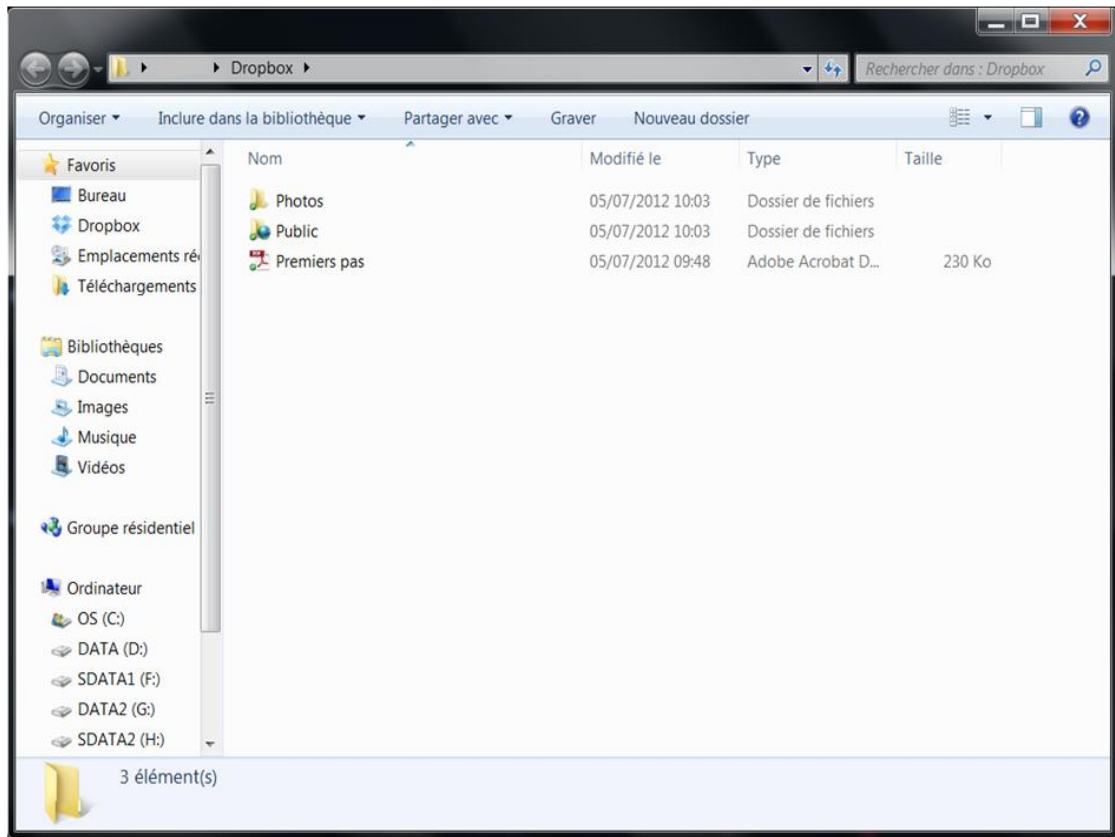 Dropbox
Rechercher dans : Dropbox
Organiser Inclure dans la bibliothèque Partager avec Graver Nouveau dossier
Favoris
Bureau
Dropbox
Emplacements ré
Téléchargements
Bibliothèques
Documents
Images
Musique
Vidéos
Groupe résidentiel
Ordinateur
OS (C:)
DATA (D:)
SDATA1 (F:)
DATA2 (G:)
SDATA2 (H:)
Nom Modifié le Type Taille
Photos 05/07/2012 10:03 Dossier de fichiers
Public 05/07/2012 10:03 Dossier de fichiers
Premiers pas 05/07/2012 09:48 Adobe Acrobat D... 230 Ko
3 élément(s)